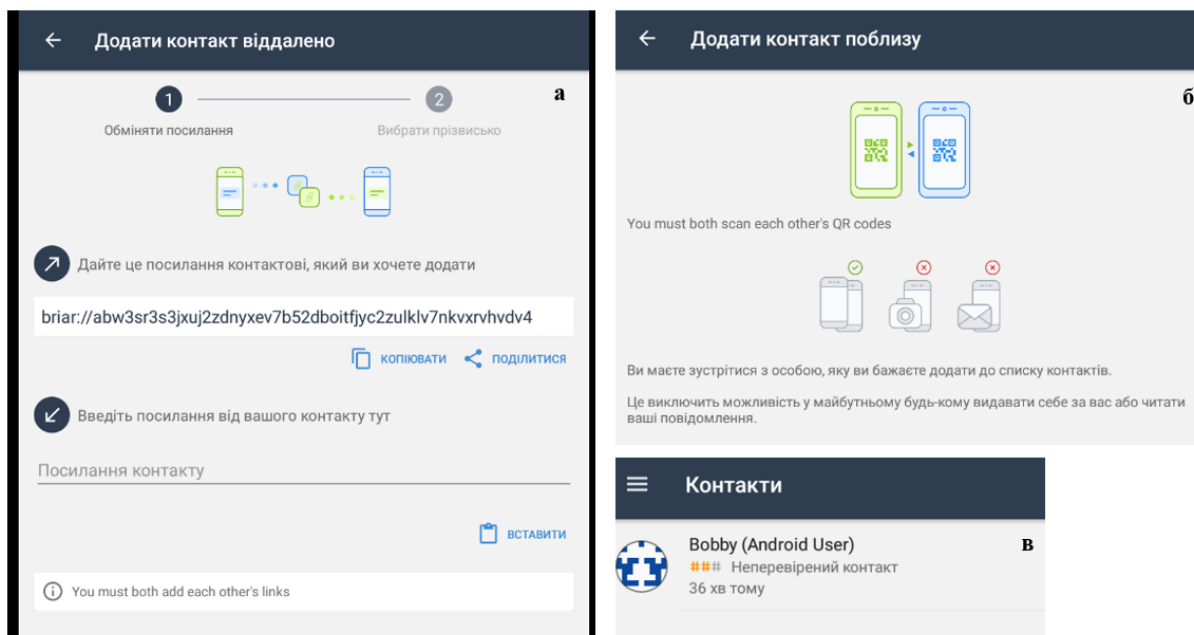 Додати контакт віддалено
1
2
а
Обміняти посилання
Вибрати прізвисько
Дайте це посилання контактові, який ви хочете додати
briar://abw3sr3s3jxuj2zdnyxev7b52dboitfjyc2zulklv7nkvxrvhvdv4
КОПІЮВАТИ
ПОДІЛИТИСЯ
Введіть посилання від вашого контакту тут
Посилання контакту
ВСТАВИТИ
You must both add each other's links
Додати контакт поблизу
б
You must both scan each other's QR codes
Ви маєте зустрітися з особою, яку ви бажаєте додати до списку контактів.
Це виключить можливість у майбутньому будь-кому видавати себе за вас або читати
ваші повідомлення.
Контакти
Bobby (Android User)
в
Неперевірений контакт
36 хв тому